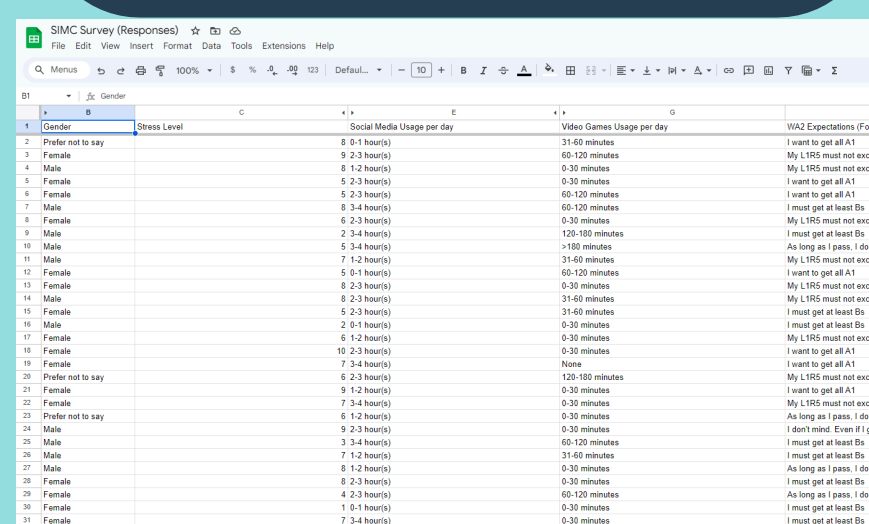 SIMC Survey (Responses)
File Edit View Insert Format Data Tools Extensions Help
Menus 100% $ % .0 .00 123 Defaul... 10 B I A
B1 fx Gender
B C E G
1 Gender Stress Level Social Media Usage per day Video Games Usage per day WA2 Expectations (Fo
2 Prefer not to say 8 0-1 hour(s) 31-60 minutes I want to get all A1
3 Female 9 2-3 hour(s) 60-120 minutes My L1R5 must not exc
4 Male 8 1-2 hour(s) 0-30 minutes My L1R5 must not exc
5 Female 5 2-3 hour(s) 0-30 minutes I want to get all A1
6 Female 5 2-3 hour(s) 60-120 minutes I want to get all A1
7 Male 8 3-4 hour(s) 60-120 minutes I must get at least Bs
8 Female 6 2-3 hour(s) 0-30 minutes My L1R5 must not exc
9 Male 2 3-4 hour(s) 120-180 minutes I must get at least Bs
10 Male 5 3-4 hour(s) >180 minutes As long as I pass, I do
11 Male 7 1-2 hour(s) 31-60 minutes My L1R5 must not exc
12 Female 5 0-1 hour(s) 60-120 minutes I want to get all A1
13 Female 8 2-3 hour(s) 0-30 minutes My L1R5 must not exc
14 Male 8 2-3 hour(s) 31-60 minutes My L1R5 must not exc
15 Female 5 2-3 hour(s) 31-60 minutes I must get at least Bs
16 Male 2 0-1 hour(s) 0-30 minutes I must get at least Bs
17 Female 6 1-2 hour(s) 0-30 minutes My L1R5 must not exc
18 Female 10 2-3 hour(s) 0-30 minutes I want to get all A1
19 Female 7 3-4 hour(s) None I want to get all A1
20 Prefer not to say 6 2-3 hour(s) 120-180 minutes My L1R5 must not exc
21 Female 9 1-2 hour(s) 0-30 minutes I want to get all A1
22 Female 7 3-4 hour(s) 0-30 minutes My L1R5 must not exc
23 Prefer not to say 6 1-2 hour(s) 0-30 minutes As long as I pass, I do
24 Male 9 2-3 hour(s) 0-30 minutes I don't mind. Even if I g
25 Male 3 3-4 hour(s) 60-120 minutes I must get at least Bs
26 Male 7 1-2 hour(s) 31-60 minutes I must get at least Bs
27 Male 8 1-2 hour(s) 0-30 minutes As long as I pass, I do
28 Female 8 2-3 hour(s) 0-30 minutes I must get at least Bs
29 Female 4 2-3 hour(s) 60-120 minutes As long as I pass, I do
30 Female 1 0-1 hour(s) 0-30 minutes I must get at least Bs
31 Female 7 3-4 hour(s) 0-30 minutes I must get at least Bs